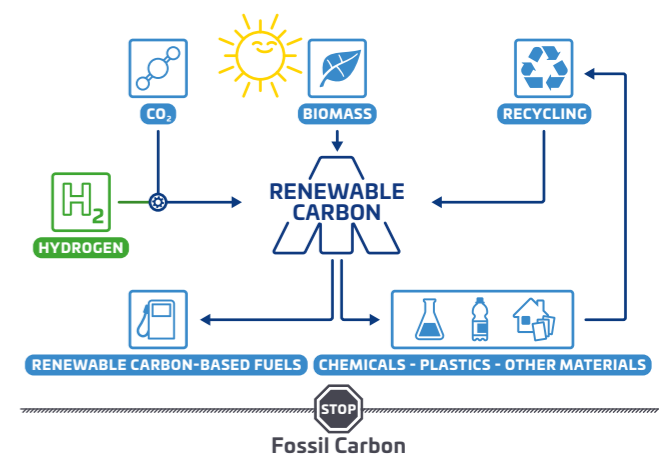 CO₂
BIOMASS
RECYCLING
H₂
HYDROGEN
RENEWABLE
CARBON
RENEWABLE CARBON-BASED FUELS
CHEMICALS - PLASTICS - OTHER MATERIALS
STOP
Fossil Carbon